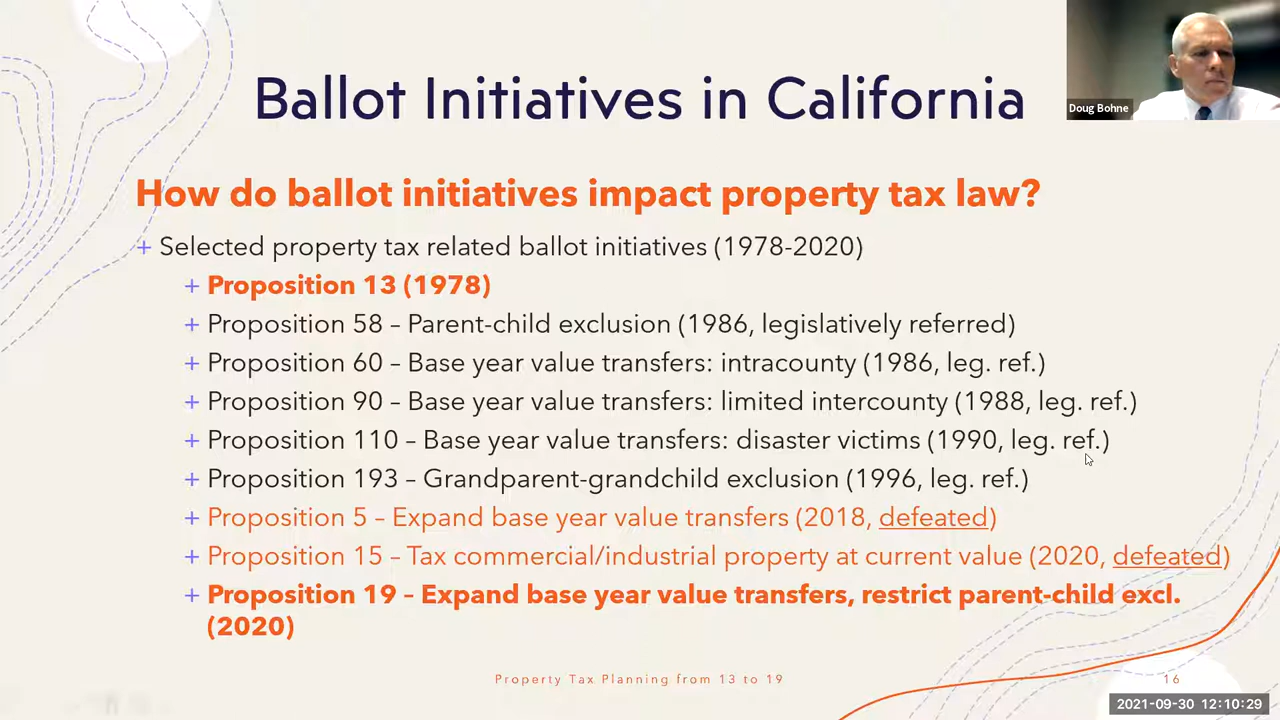 Ballot Initiatives in California
Doug Bohne
How do ballot initiatives impact property tax law?
+ Selected property tax related ballot initiatives (1978-2020)
+ Proposition 13 (1978)
+ Proposition 58 – Parent-child exclusion (1986, legislatively referred)
+ Proposition 60 – Base year value transfers: intracounty (1986, leg. ref.)
+ Proposition 90 – Base year value transfers: limited intercounty (1988, leg. ref.)
+ Proposition 110 – Base year value transfers: disaster victims (1990, leg. ref.)
+ Proposition 193 – Grandparent-grandchild exclusion (1996, leg. ref.)
+ Proposition 5 – Expand base year value transfers (2018, defeated)
+ Proposition 15 – Tax commercial/industrial property at current value (2020, defeated)
+ Proposition 19 – Expand base year value transfers, restrict parent-child excl.
(2020)
Property Tax Planning from 13 to 19
16
2021-09-30 12:10:29